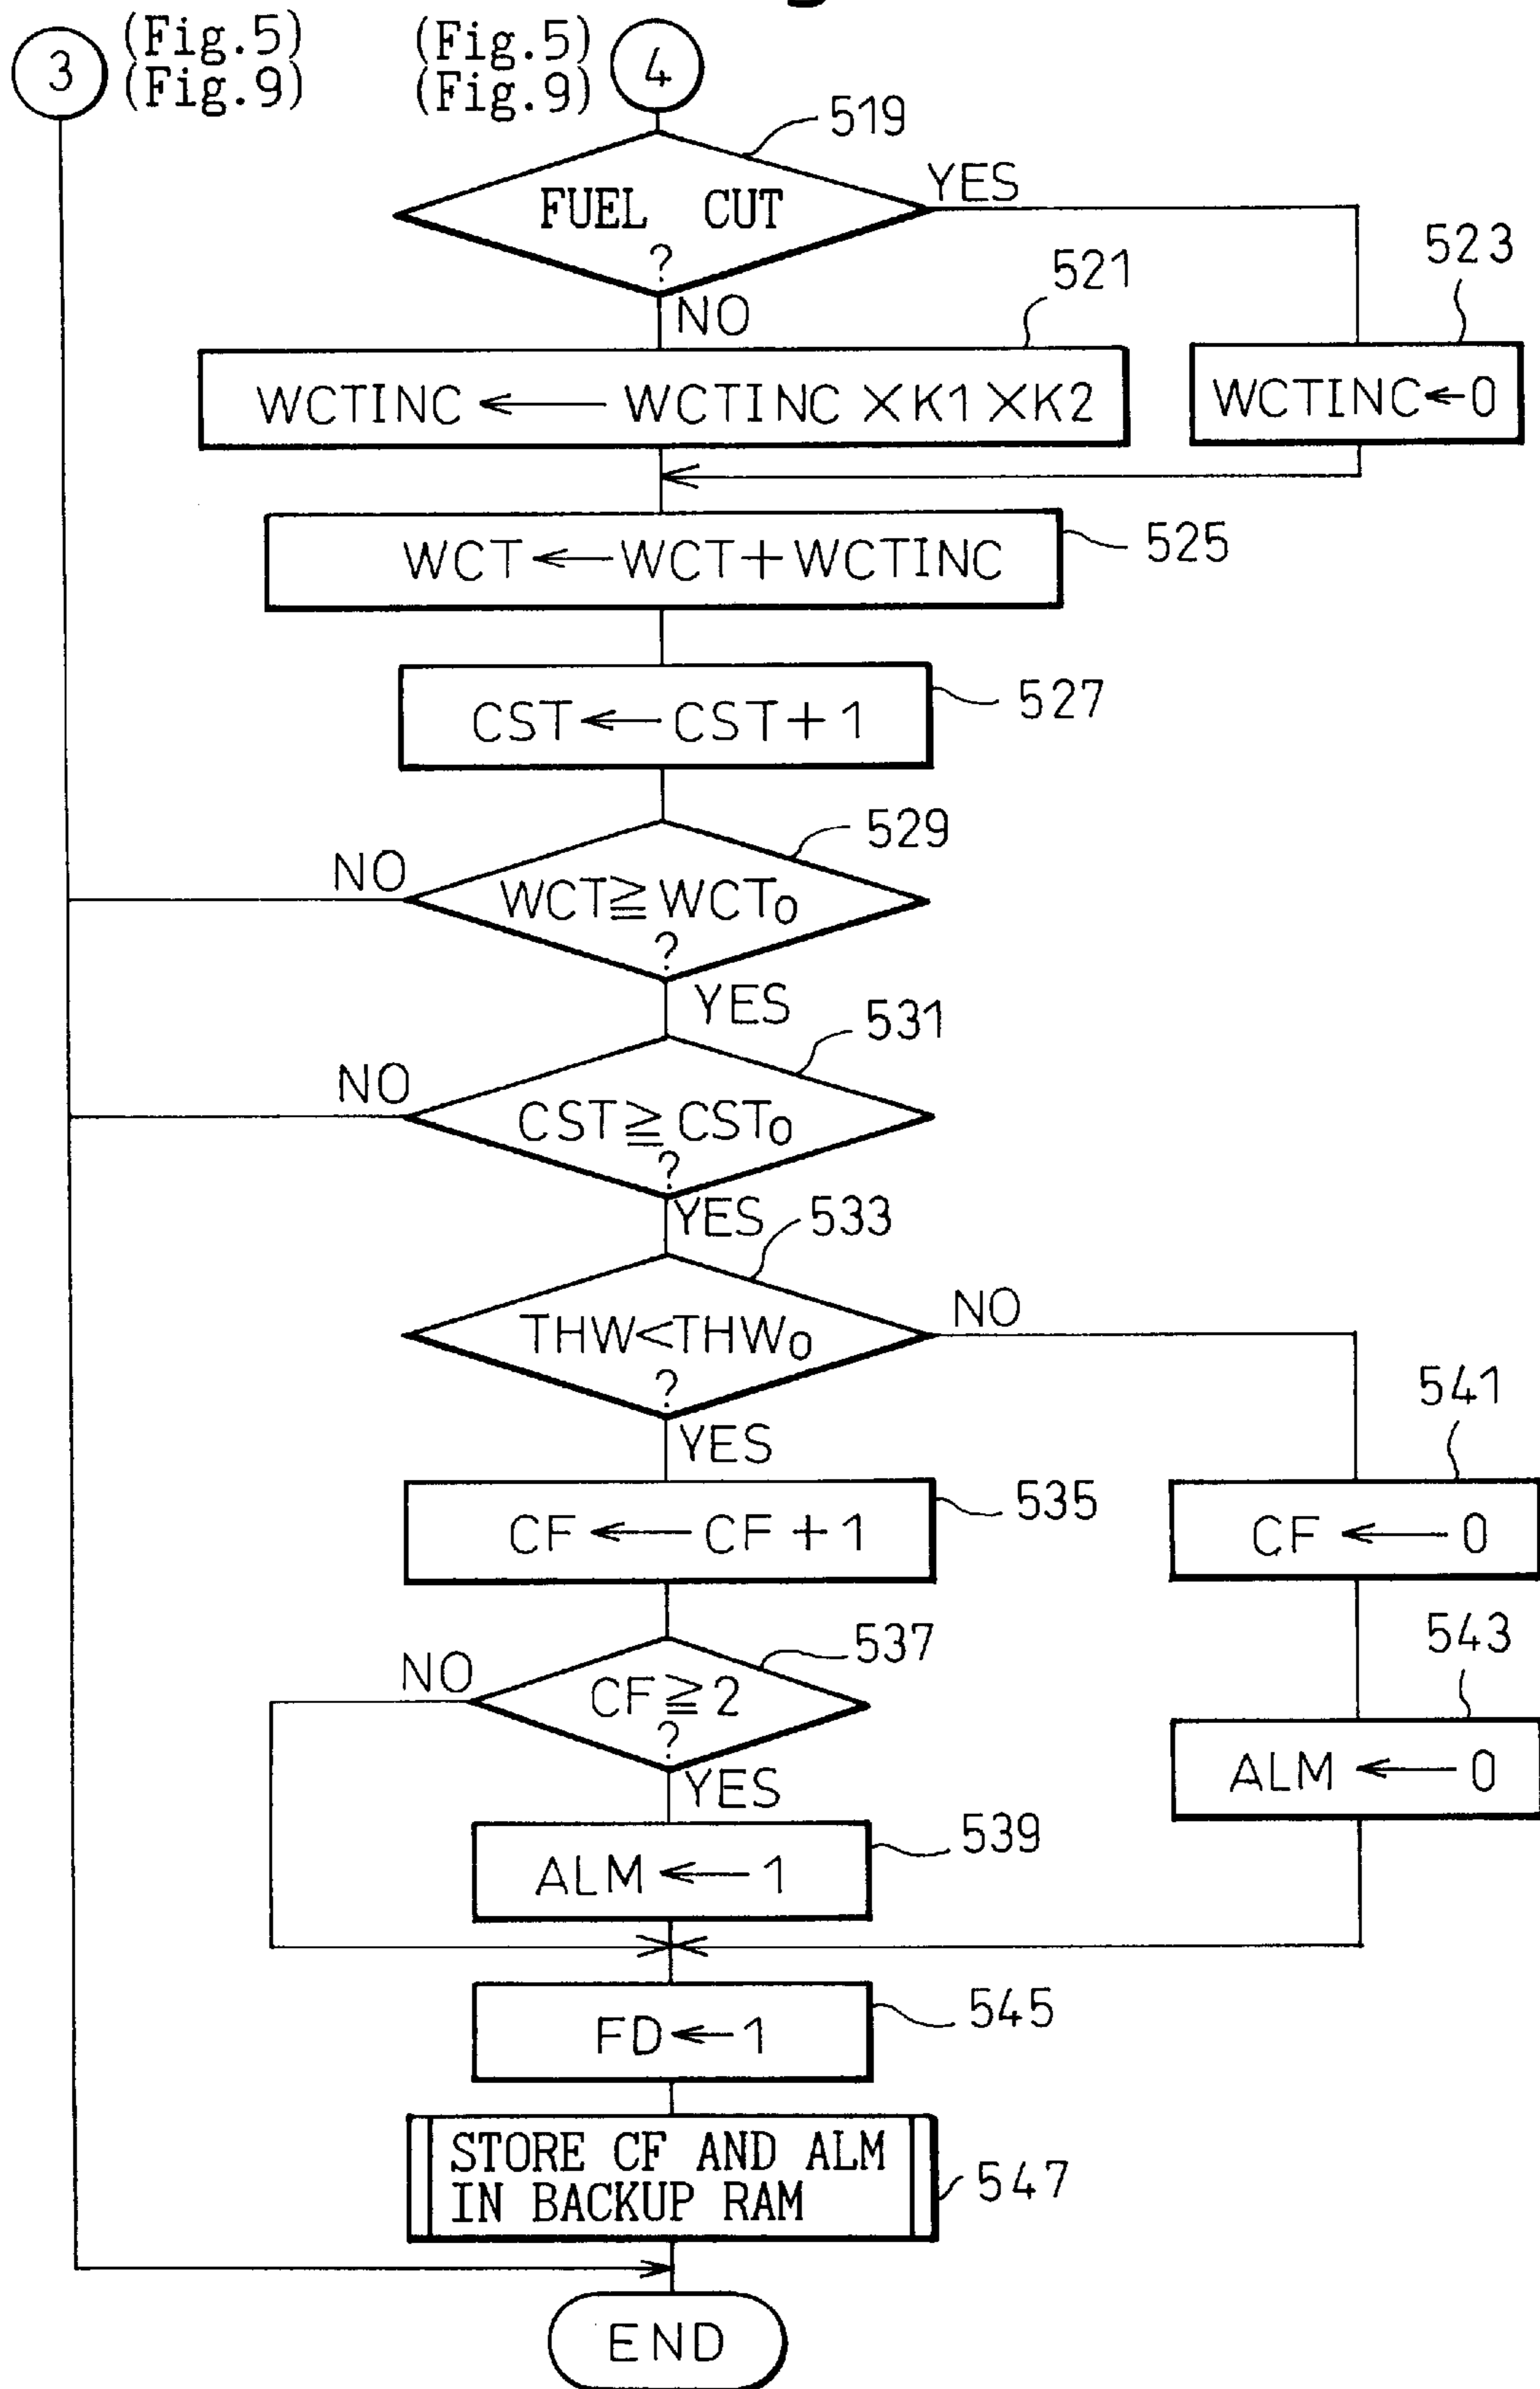 3
(Fig.5)
(Fig.9)
(Fig.5)
(Fig.9)
4
519
FUEL CUT
?
YES
NO
521
523
WCTINC ← WCTINC ×K1×K2
WCTINC←0
WCT←WCT+WCTINC
525
CST←CST+1
527
529
NO
WCT≧WCT₀
?
YES
531
NO
CST≧CST₀
?
YES
533
THW<THW₀
?
NO
YES
541
CF←CF+1
535
CF←0
537
NO
CF≧2
?
YES
543
ALM←0
539
ALM←1
545
FD←1
STORE CF AND ALM
IN BACKUP RAM
547
END